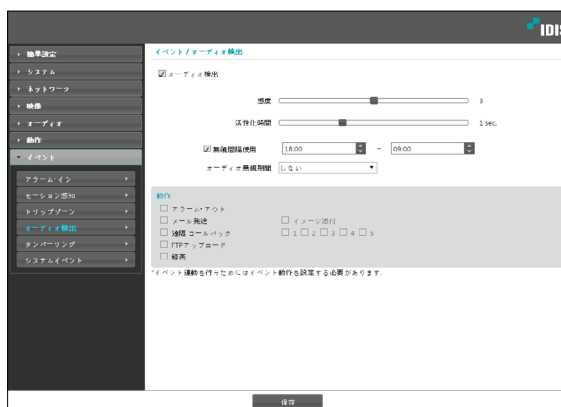 IDIS
簡単設定
システム
ネットワーク
映像
オーディオ
動作
イベント
アラーム・イン
モーション感知
トリップゾーン
オーディオ検出
タンパーリング
システムイベント
イベント / オーディオ検出
オーディオ検出
感度 3
活性化時間 1 sec.
無視間隔使用 18:00 ~ 09:00
オーディオ無視期間 しない
動作
アラーム・アウト
メール発送 イメージ添付
遠隔 コールバック 1 2 3 4 5
FTPアップロード
録画
*イベント連動を行うためにはイベント動作を設定する必要があります.
保存